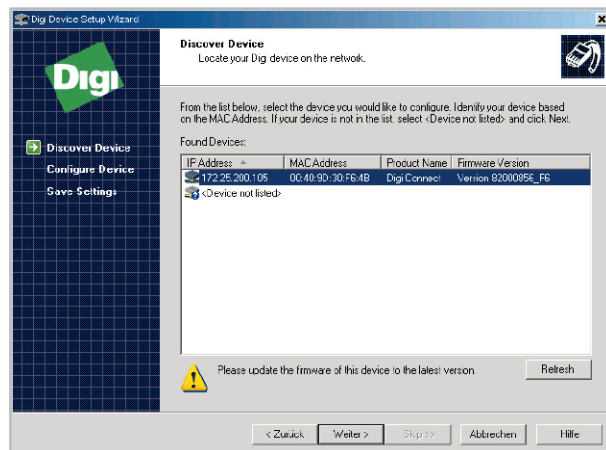 Digi Device Setup Wizard
x
Digi
Discover Device
Configure Device
Save Settings
Discover Device
Locate your Digi device on the network.
From the list below, select the device you would like to configure. Identify your device based
on the MAC Address. If your device is not in the list, select <Device not listed> and click Next.
Found Devices:
IP Address MAC Address Product Name Firmware Version
172.25.200.105 00:40:9D:30:F6:4B Digi Connect Version 82000856_F6
<Device not listed>
Please update the firmware of this device to the latest version.
Refresh
< Zurück Weiter > Skip >> Abbrechen Hilfe